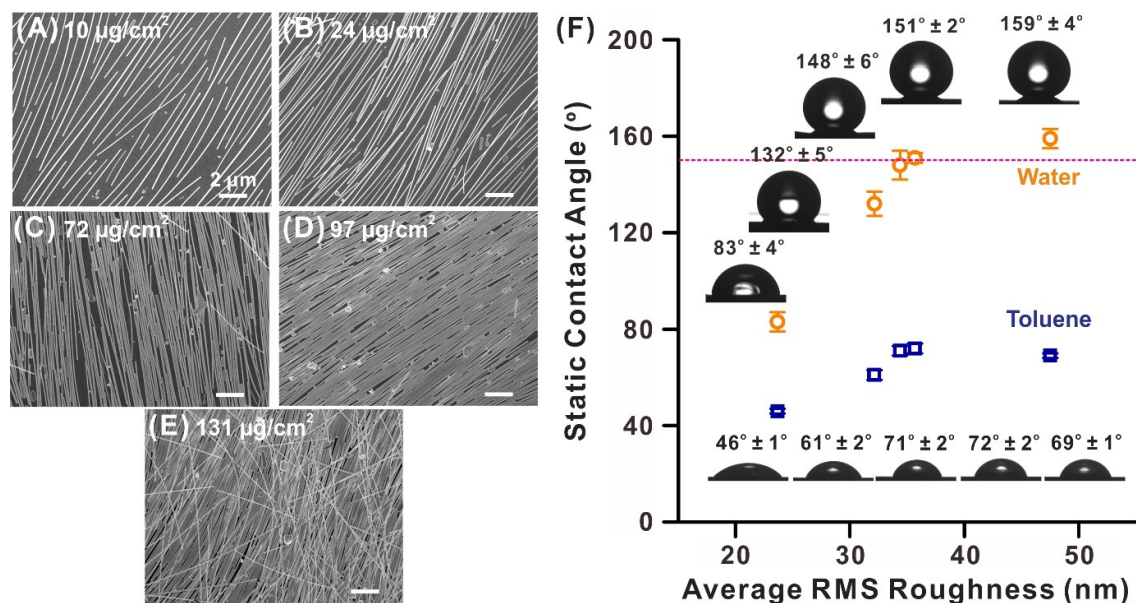 (A) 10 µg/cm²
2 µm
(B) 24 µg/cm²
(C) 72 µg/cm²
(D) 97 µg/cm²
(E) 131 µg/cm²
(F)
Static Contact Angle (º)
200
160
120
80
40
0
151° ± 2°
159° ± 4°
148° ± 6°
132° ± 5°
83° ± 4°
Water
Toluene
46° ± 1°
61° ± 2°
71° ± 2°
72° ± 2°
69° ± 1°
20
30
40
50
Average RMS Roughness (nm)